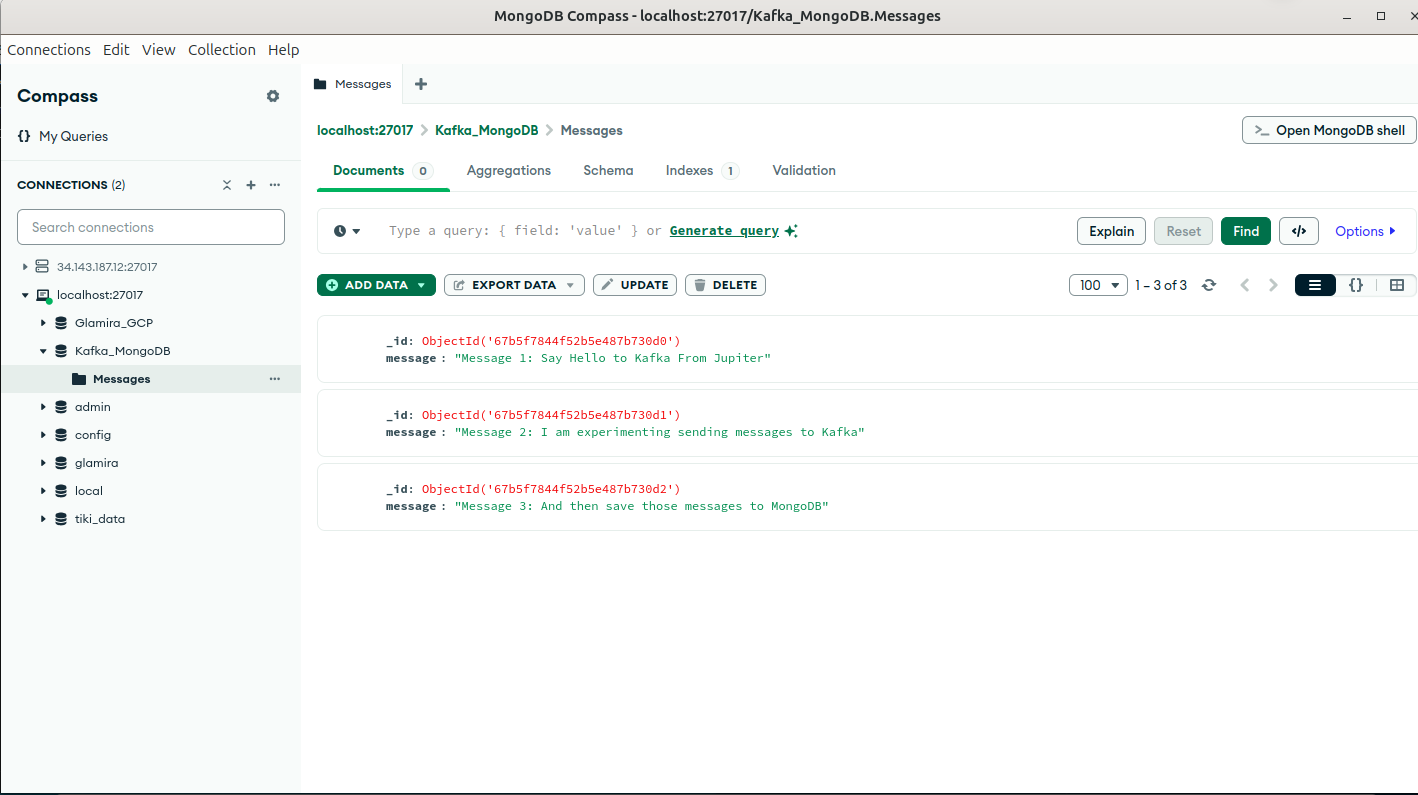 MongoDB Compass - localhost:27017/Kafka_MongoDB.Messages
Connections Edit View Collection Help
Compass
{} My Queries
CONNECTIONS (2)
Search connections
34.143.187.12:27017
localhost:27017
Glamira_GCP
Kafka_MongoDB
Messages
admin
config
glamira
local
tiki_data
Messages
localhost:27017 > Kafka_MongoDB > Messages
>_ Open MongoDB shell
Documents 0 Aggregations Schema Indexes 1 Validation
Type a query: { field: 'value' } or Generate query
Explain Reset Find </> Options
ADD DATA EXPORT DATA UPDATE DELETE
100 1 – 3 of 3 {}
_id: ObjectId('67b5f7844f52b5e487b730d0')
message : "Message 1: Say Hello to Kafka From Jupiter"
_id: ObjectId('67b5f7844f52b5e487b730d1')
message : "Message 2: I am experimenting sending messages to Kafka"
_id: ObjectId('67b5f7844f52b5e487b730d2')
message : "Message 3: And then save those messages to MongoDB"